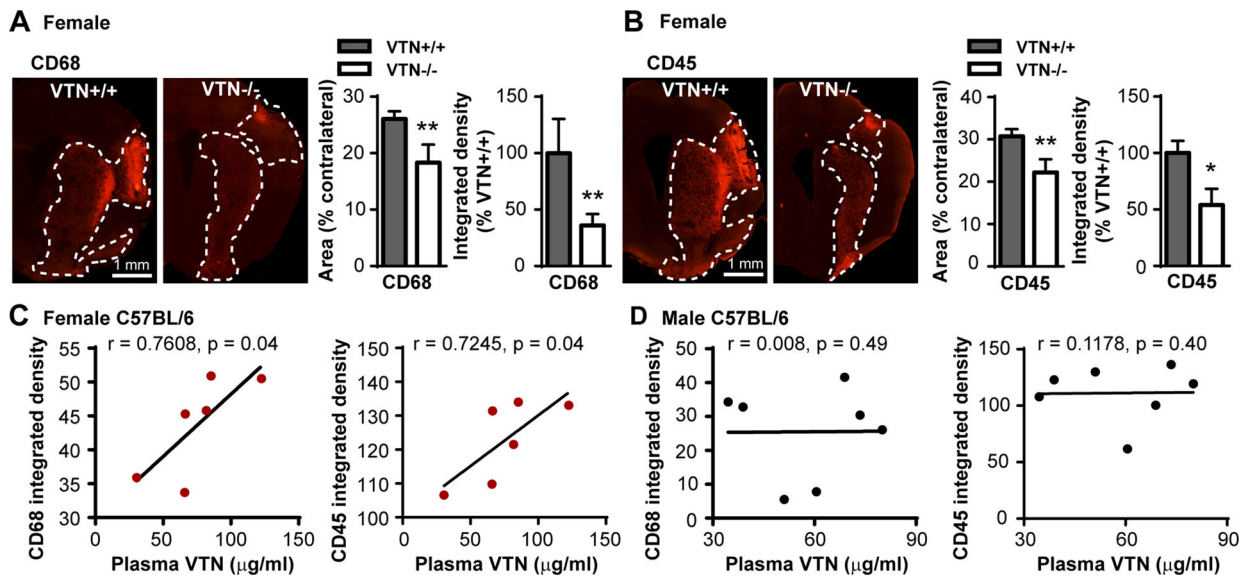 A Female
CD68
VTN+/+
VTN-/-
1 mm
VTN+/+
VTN-/-
Area (% contralateral)
30
20
10
0
**
CD68
Integrated density
(% VTN+/+)
150
100
50
0
**
CD68
B Female
CD45
VTN+/+
VTN-/-
1 mm
VTN+/+
VTN-/-
Area (% contralateral)
40
30
20
10
0
**
CD45
Integrated density
(% VTN+/+)
150
100
50
0
*
CD45
C Female C57BL/6
r = 0.7608, p = 0.04
CD68 integrated density
55
50
45
40
35
30
0 50 100 150
Plasma VTN (μg/ml)
r = 0.7245, p = 0.04
CD45 integrated density
150
140
130
120
110
100
0 50 100 150
Plasma VTN (μg/ml)
D Male C57BL/6
r = 0.008, p = 0.49
CD68 integrated density
50
40
30
20
10
0
30 60 90
Plasma VTN (μg/ml)
r = 0.1178, p = 0.40
CD45 integrated density
150
100
50
0
30 60 90
Plasma VTN (μg/ml)